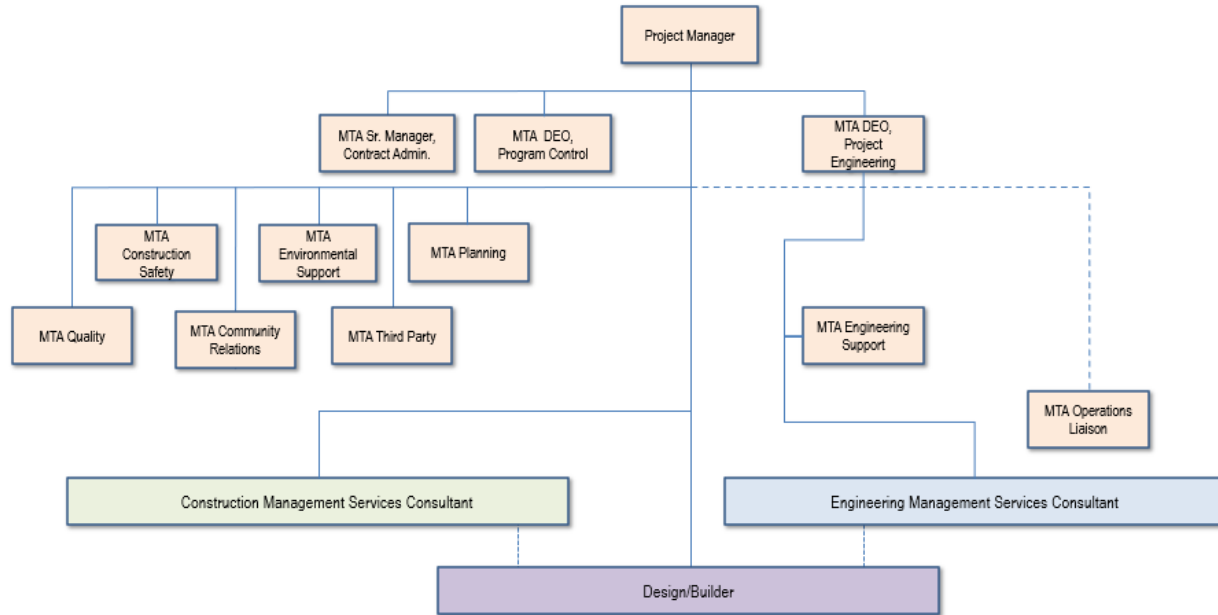 Project Manager
MTA Sr. Manager,
Contract Admin.
MTA DEO,
Program Control
MTA DEO,
Project
Engineering
MTA
Construction
Safety
MTA
Environmental
Support
MTA Planning
MTA Quality
MTA Community
Relations
MTA Third Party
MTA Engineering
Support
MTA Operations
Liaison
Construction Management Services Consultant
Engineering Management Services Consultant
Design/Builder